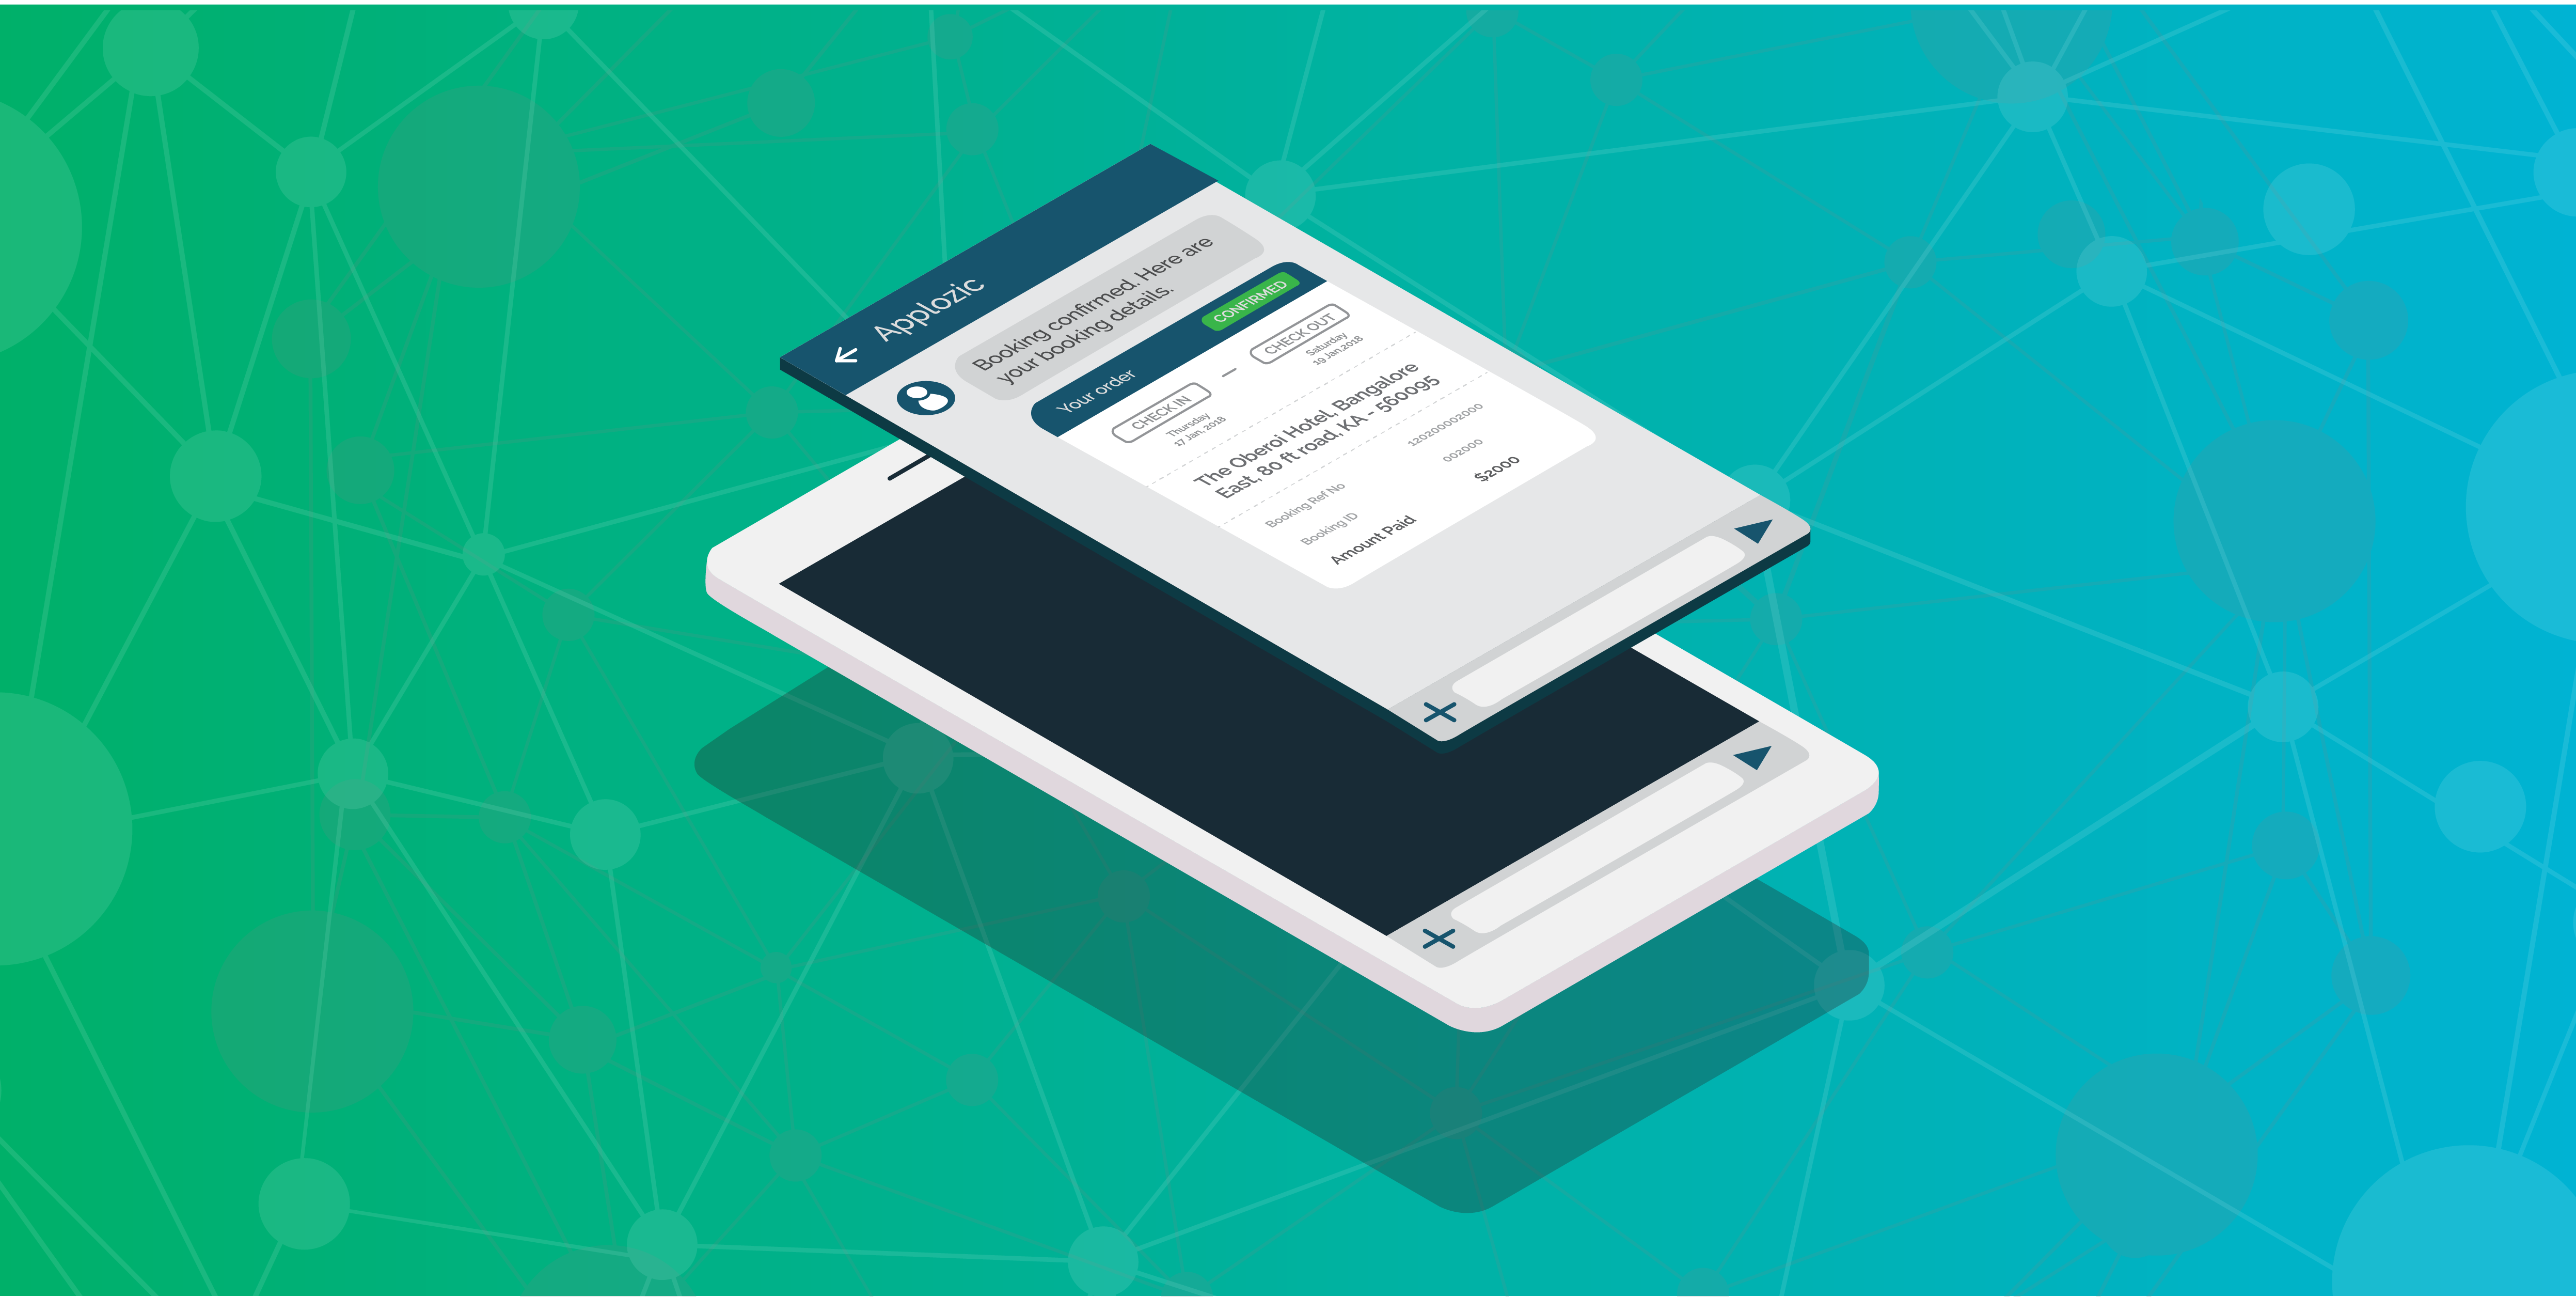 Applozic
Booking confirmed. Here are
your booking details.
Your order
CONFIRMED
CHECK IN
CHECK OUT
Thursday
17 Jan, 2018
Saturday
19 Jan,2018
The Oberoi Hotel, Bangalore
East, 80 ft road, KA - 560095
Booking Ref No
120200002000
Booking ID
002000
Amount Paid
$2000